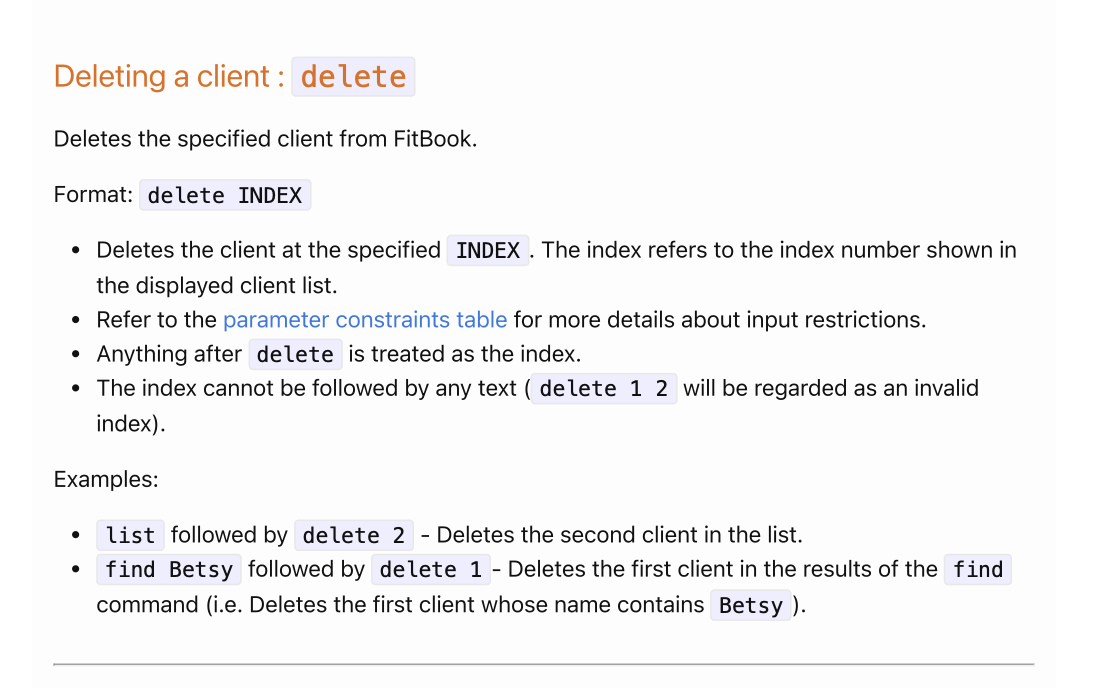 Deleting a client : delete
Deletes the specified client from FitBook.
Format: delete INDEX
• Deletes the client at the specified INDEX . The index refers to the index number shown in
the displayed client list.
• Refer to the parameter constraints table for more details about input restrictions.
• Anything after delete is treated as the index.
• The index cannot be followed by any text ( delete 1 2 will be regarded as an invalid
index).
Examples:
• list followed by delete 2 - Deletes the second client in the list.
• find Betsy followed by delete 1 - Deletes the first client in the results of the find
command (i.e. Deletes the first client whose name contains Betsy ).